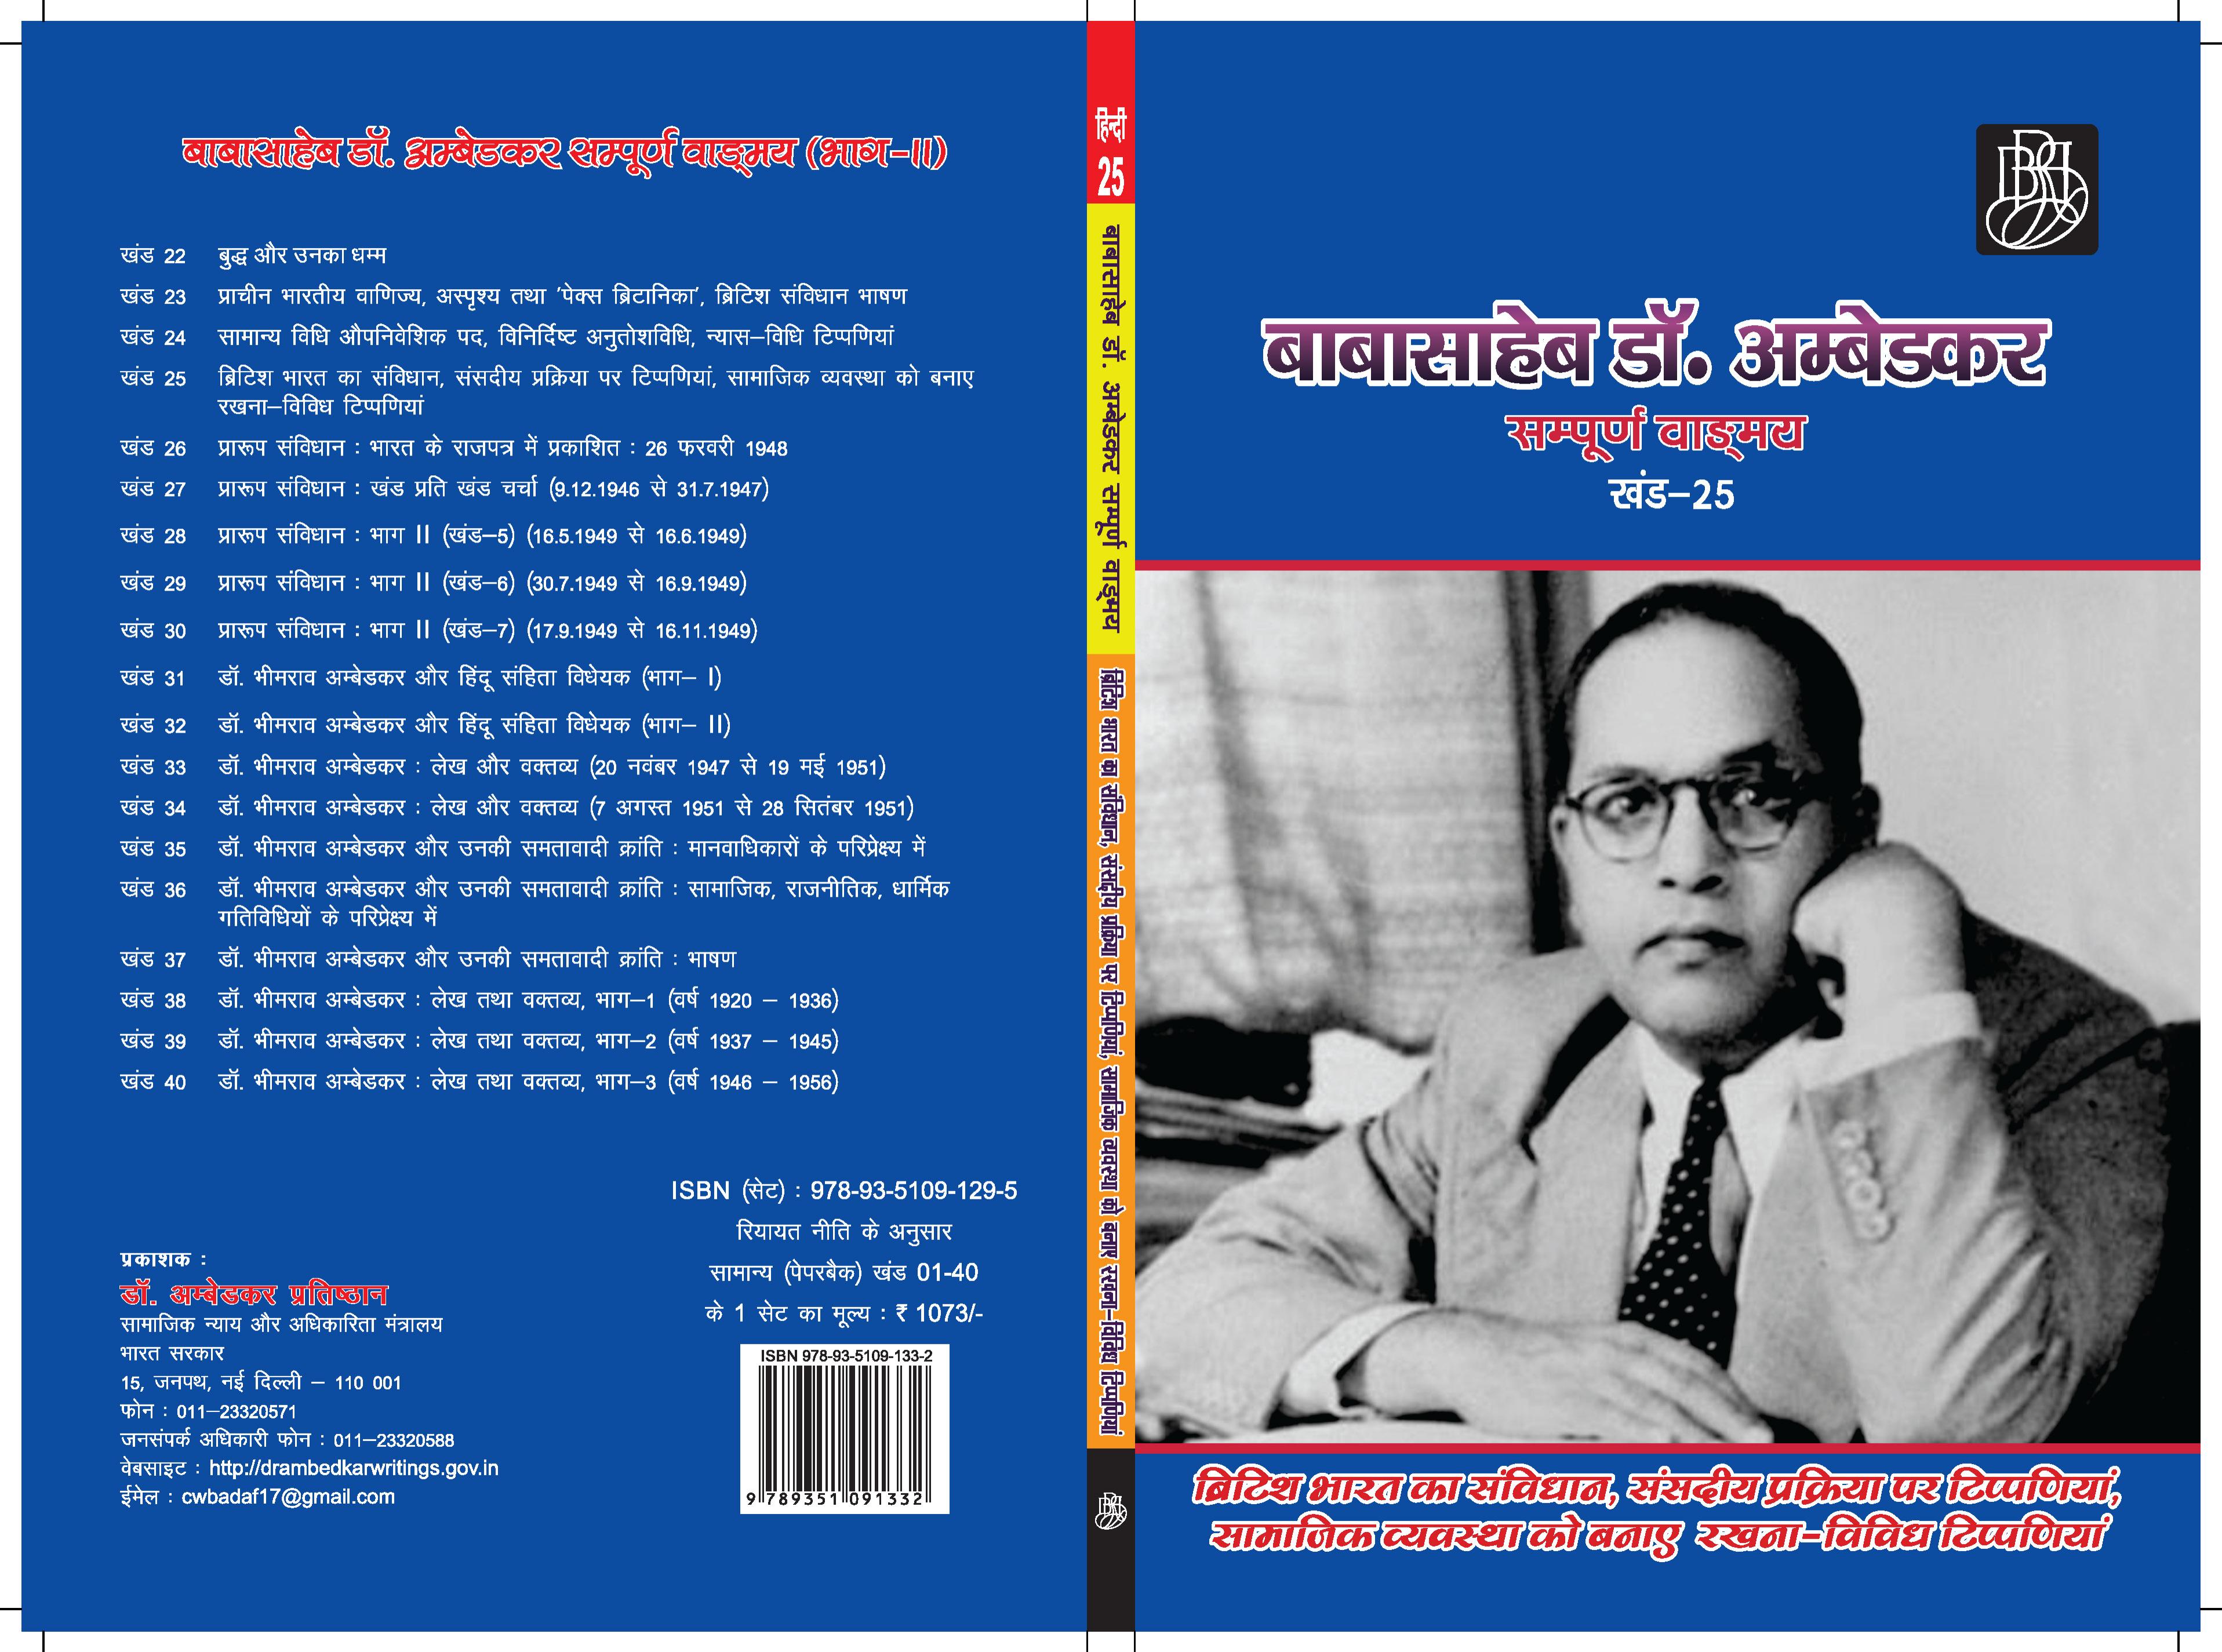 बाबासाहेब डॉ. अम्बेडकर सम्पूर्ण वाङ्मय (भाग-II)
खंड 22 बुद्ध और उनका धम्म
खंड 23 प्राचीन भारतीय वाणिज्य, अस्पृश्य तथा 'पेक्स ब्रिटानिका', ब्रिटिश संविधान भाषण
खंड 24 सामान्य विधि औपनिवेशिक पद, विनिर्दिष्ट अनुतोशविधि, न्यास–विधि टिप्पणियां
खंड 25 ब्रिटिश भारत का संविधान, संसदीय प्रक्रिया पर टिप्पणियां, सामाजिक व्यवस्था को बनाए
रखना–विविध टिप्पणियां
खंड 26 प्रारूप संविधान : भारत के राजपत्र में प्रकाशित : 26 फरवरी 1948
खंड 27 प्रारूप संविधान : खंड प्रति खंड चर्चा (9.12.1946 से 31.7.1947)
खंड 28 प्रारूप संविधान : भाग II (खंड–5) (16.5.1949 से 16.6.1949)
खंड 29 प्रारूप संविधान : भाग II (खंड–6) (30.7.1949 से 16.9.1949)
खंड 30 प्रारूप संविधान : भाग II (खंड–7) (17.9.1949 से 16.11.1949)
खंड 31 डॉ. भीमराव अम्बेडकर और हिंदू संहिता विधेयक (भाग– I)
खंड 32 डॉ. भीमराव अम्बेडकर और हिंदू संहिता विधेयक (भाग– II)
खंड 33 डॉ. भीमराव अम्बेडकर : लेख और वक्तव्य (20 नवंबर 1947 से 19 मई 1951)
खंड 34 डॉ. भीमराव अम्बेडकर : लेख और वक्तव्य (7 अगस्त 1951 से 28 सितंबर 1951)
खंड 35 डॉ. भीमराव अम्बेडकर और उनकी समतावादी क्रांति : मानवाधिकारों के परिप्रेक्ष्य में
खंड 36 डॉ. भीमराव अम्बेडकर और उनकी समतावादी क्रांति : सामाजिक, राजनीतिक, धार्मिक
गतिविधियों के परिप्रेक्ष्य में
खंड 37 डॉ. भीमराव अम्बेडकर और उनकी समतावादी क्रांति : भाषण
खंड 38 डॉ. भीमराव अम्बेडकर : लेख तथा वक्तव्य, भाग–1 (वर्ष 1920 – 1936)
खंड 39 डॉ. भीमराव अम्बेडकर : लेख तथा वक्तव्य, भाग–2 (वर्ष 1937 – 1945)
खंड 40 डॉ. भीमराव अम्बेडकर : लेख तथा वक्तव्य, भाग–3 (वर्ष 1946 – 1956)
ISBN (सेट) : 978-93-5109-129-5
रियायत नीति के अनुसार
सामान्य (पेपरबैक) खंड 01-40
के 1 सेट का मूल्य : ₹ 1073/-
ISBN 978-93-5109-133-2
9 789351 091332
प्रकाशक :
डॉ. अम्बेडकर प्रतिष्ठान
सामाजिक न्याय और अधिकारिता मंत्रालय
भारत सरकार
15, जनपथ, नई दिल्ली – 110 001
फोन : 011–23320571
जनसंपर्क अधिकारी फोन : 011–23320588
वेबसाइट : http://drambedkarwritings.gov.in
ईमेल : cwbadaf17@gmail.com
हिन्दी
25
बाबासाहेब डॉ. अम्बेडकर सम्पूर्ण वाङ्मय
ब्रिटिश भारत का संविधान, संसदीय प्रक्रिया पर टिप्पणियां, सामाजिक व्यवस्था को बनाए रखना–विविध टिप्पणियां
BRA
BRA
बाबासाहेब डॉ. अम्बेडकर
सम्पूर्ण वाङ्मय
खंड–25
ब्रिटिश भारत का संविधान, संसदीय प्रक्रिया पर टिप्पणियां,
सामाजिक व्यवस्था को बनाए रखना-विविध टिप्पणियां